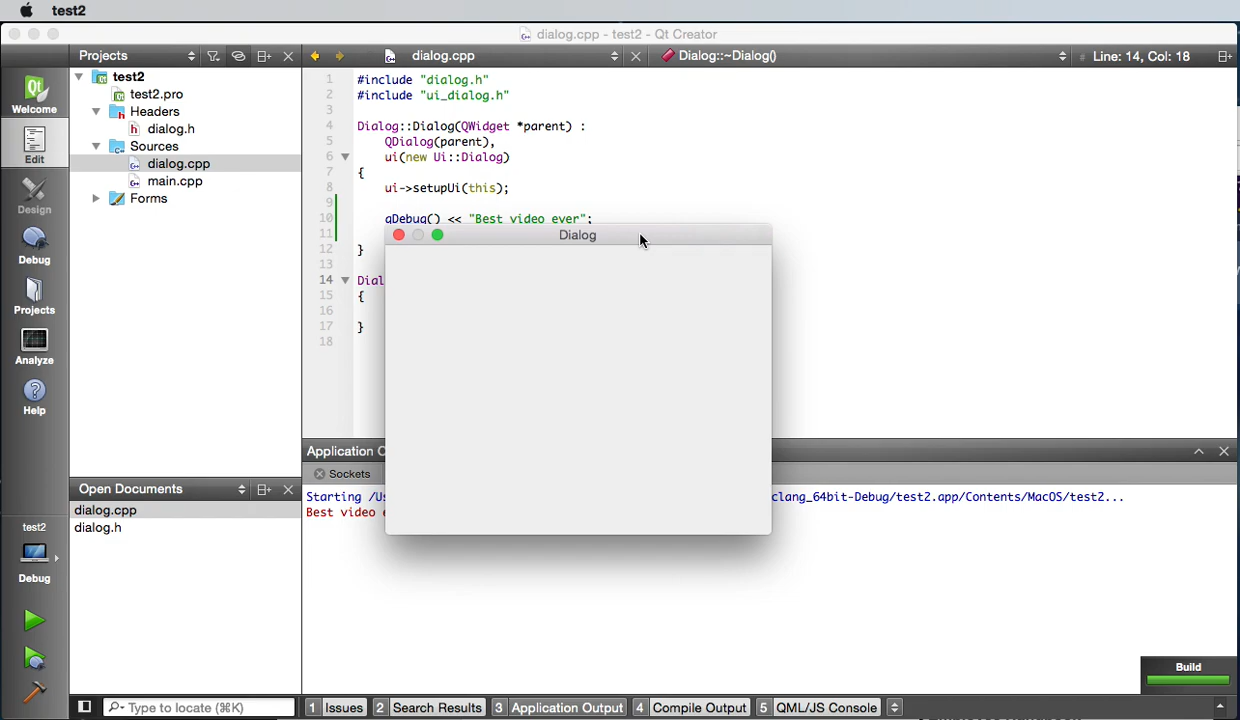 test2
dialog.cpp - test2 - Qt Creator
Projects
dialog.cpp
Dialog::~Dialog()
Line: 14, Col: 18
Welcome
Edit
Design
Debug
Projects
Analyze
Help
test2
Debug
test2
test2.pro
Headers
dialog.h
Sources
dialog.cpp
main.cpp
Forms
Open Documents
dialog.cpp
dialog.h
1 #include "dialog.h"
2 #include "ui_dialog.h"
3
4 Dialog::Dialog(QWidget *parent) :
5 QDialog(parent),
6 ui(new Ui::Dialog)
7 {
8 ui->setupUi(this);
9
10 qDebug() << "Best video ever";
11
12 }
13
14 Dial
15 {
16
17 }
18
Dialog
Application O
Sockets
Starting /Us clang_64bit-Debug/test2.app/Contents/MacOS/test2...
Best video e
Build
Type to locate (⌘K)
1 Issues
2 Search Results
3 Application Output
4 Compile Output
5 QML/JS Console